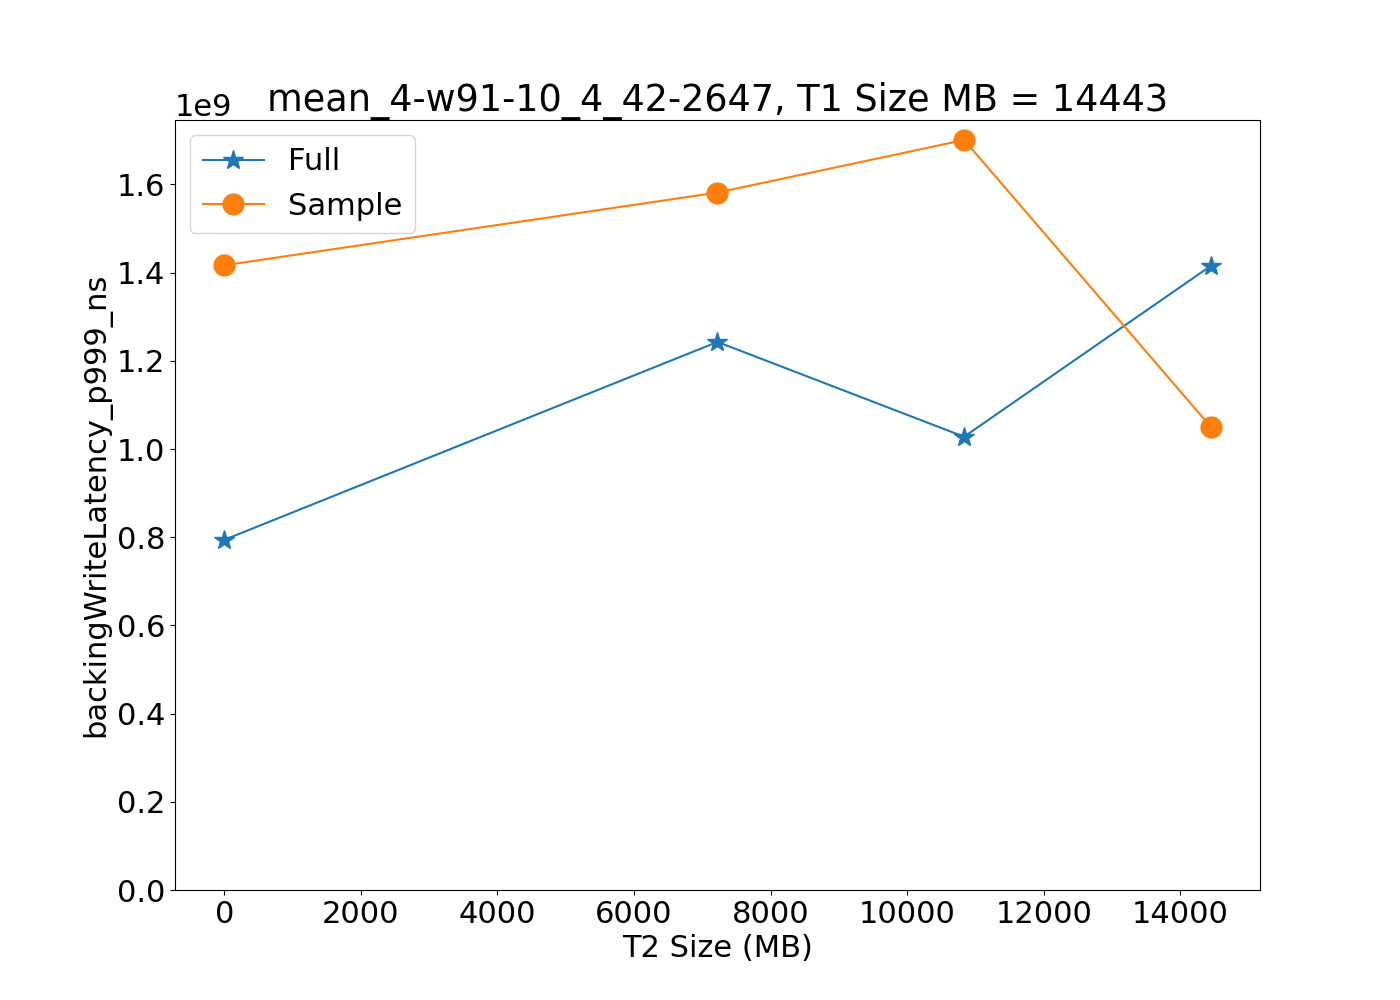 1e9
mean_4-w91-10_4_42-2647, T1 Size MB = 14443
Full
Sample
backingWriteLatency_p999_ns
1.6
1.4
1.2
1.0
0.8
0.6
0.4
0.2
0.0
0 2000 4000 6000 8000 10000 12000 14000
T2 Size (MB)